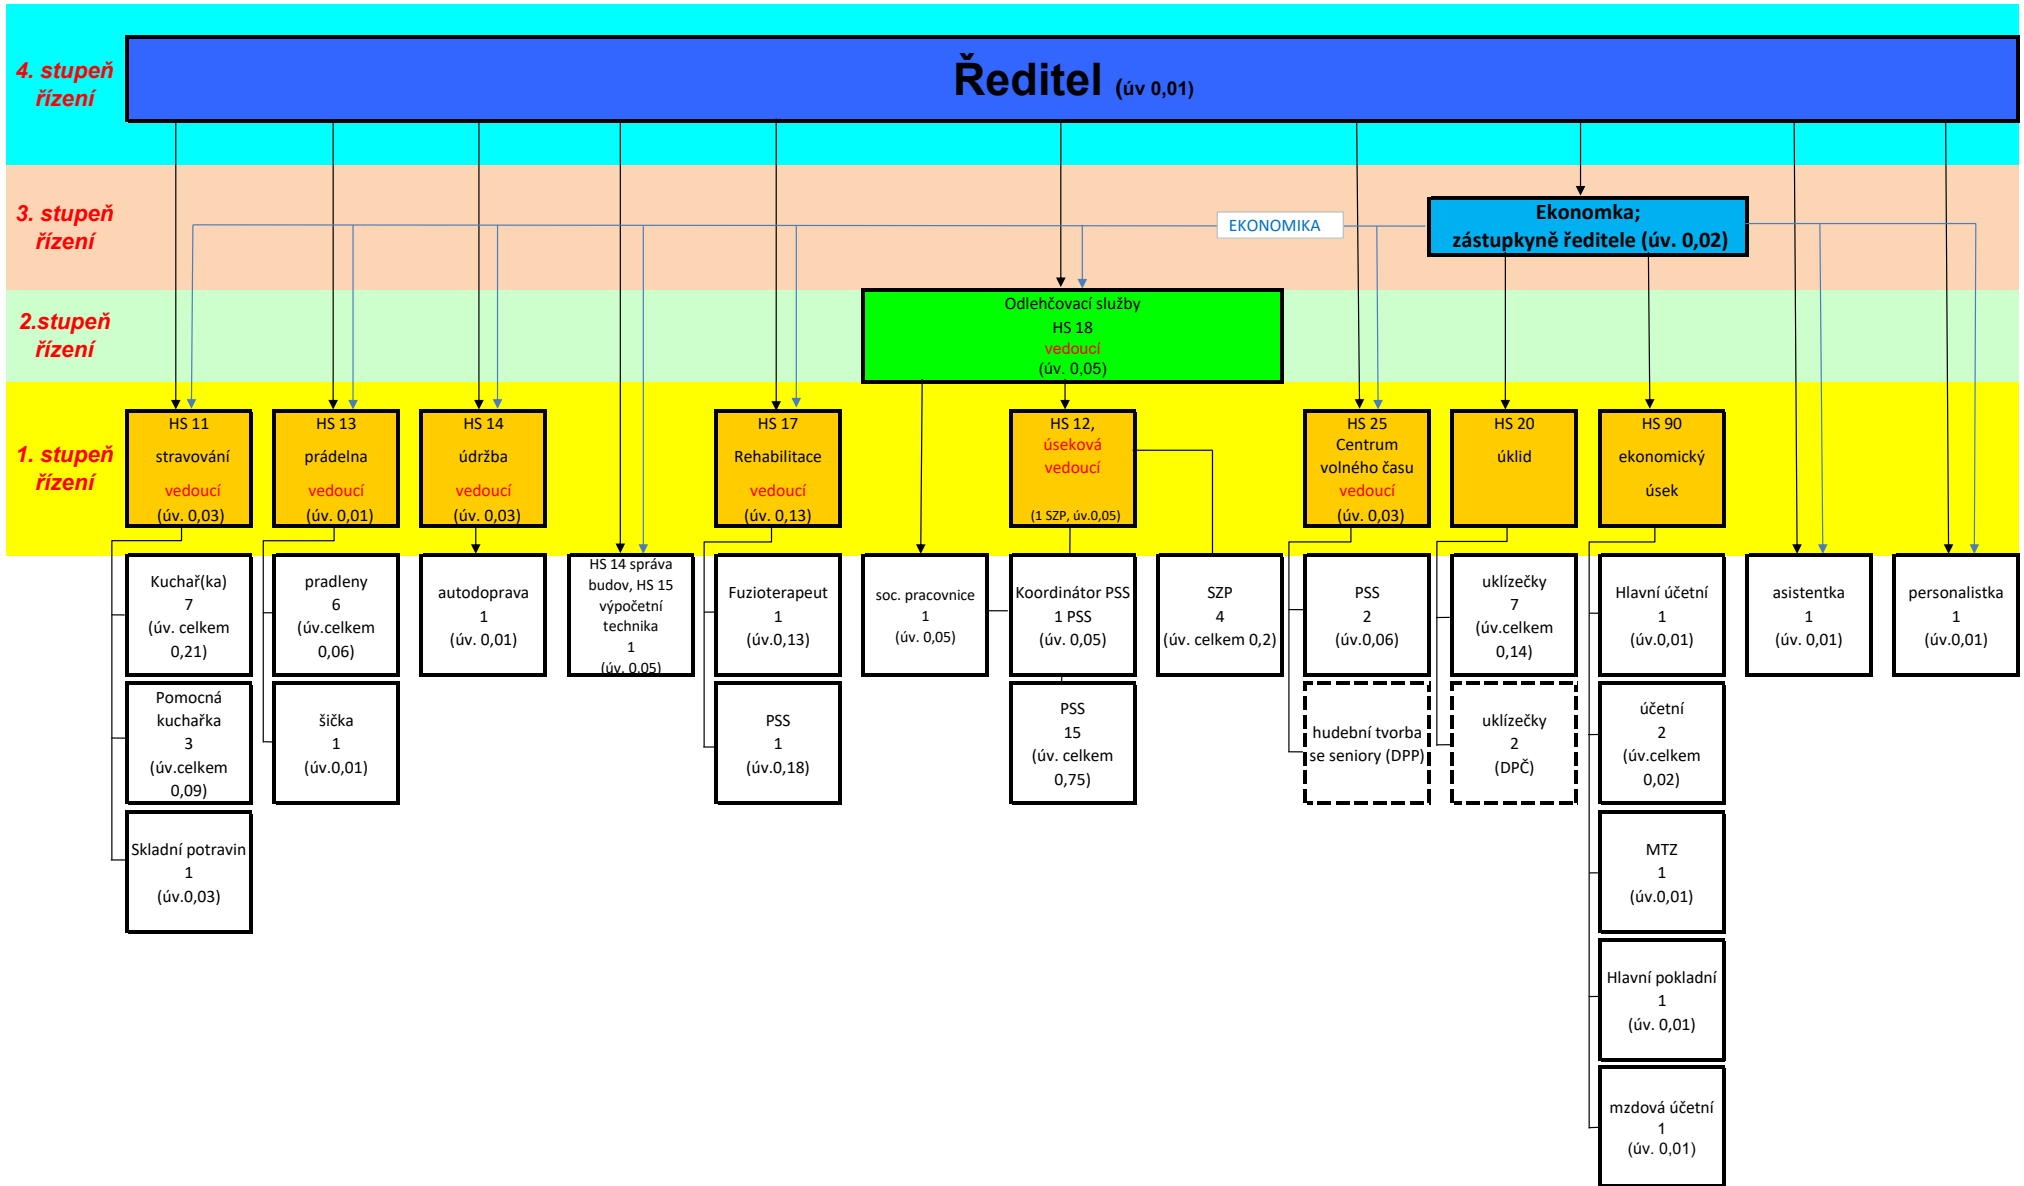 4. stupeň
řízení
Ředitel (úv 0,01)
3. stupeň
řízení
EKONOMIKA
Ekonomka;
zástupkyně ředitele (úv. 0,02)
2.stupeň
řízení
Odlehčovací služby
HS 18
vedoucí
(úv. 0,05)
1. stupeň
řízení
HS 11
stravování
vedoucí
(úv. 0,03)
HS 13
prádelna
vedoucí
(úv. 0,01)
HS 14
údržba
vedoucí
(úv. 0,03)
HS 17
Rehabilitace
vedoucí
(úv. 0,13)
HS 12,
úseková
vedoucí
(1 SZP, úv.0,05)
HS 25
Centrum
volného času
vedoucí
(úv. 0,03)
HS 20
úklid
HS 90
ekonomický
úsek
Kuchař(ka)
7
(úv. celkem
0,21)
pradleny
6
(úv.celkem
0,06)
autodoprava
1
(úv. 0,01)
HS 14 správa
budov, HS 15
výpočetní
technika
1
(úv. 0,05)
Fuzioterapeut
1
(úv.0,13)
soc. pracovnice
1
(úv. 0,05)
Koordinátor PSS
1 PSS
(úv. 0,05)
SZP
4
(úv. celkem 0,2)
PSS
2
(úv.0,06)
uklízečky
7
(úv.celkem
0,14)
Hlavní účetní
1
(úv.0,01)
asistentka
1
(úv. 0,01)
personalistka
1
(úv.0,01)
Pomocná
kuchařka
3
(úv.celkem
0,09)
šička
1
(úv.0,01)
PSS
1
(úv.0,18)
PSS
15
(úv. celkem
0,75)
hudební tvorba
se seniory (DPP)
uklízečky
2
(DPČ)
účetní
2
(úv.celkem
0,02)
Skladní potravin
1
(úv.0,03)
MTZ
1
(úv.0,01)
Hlavní pokladní
1
(úv. 0,01)
mzdová účetní
1
(úv. 0,01)